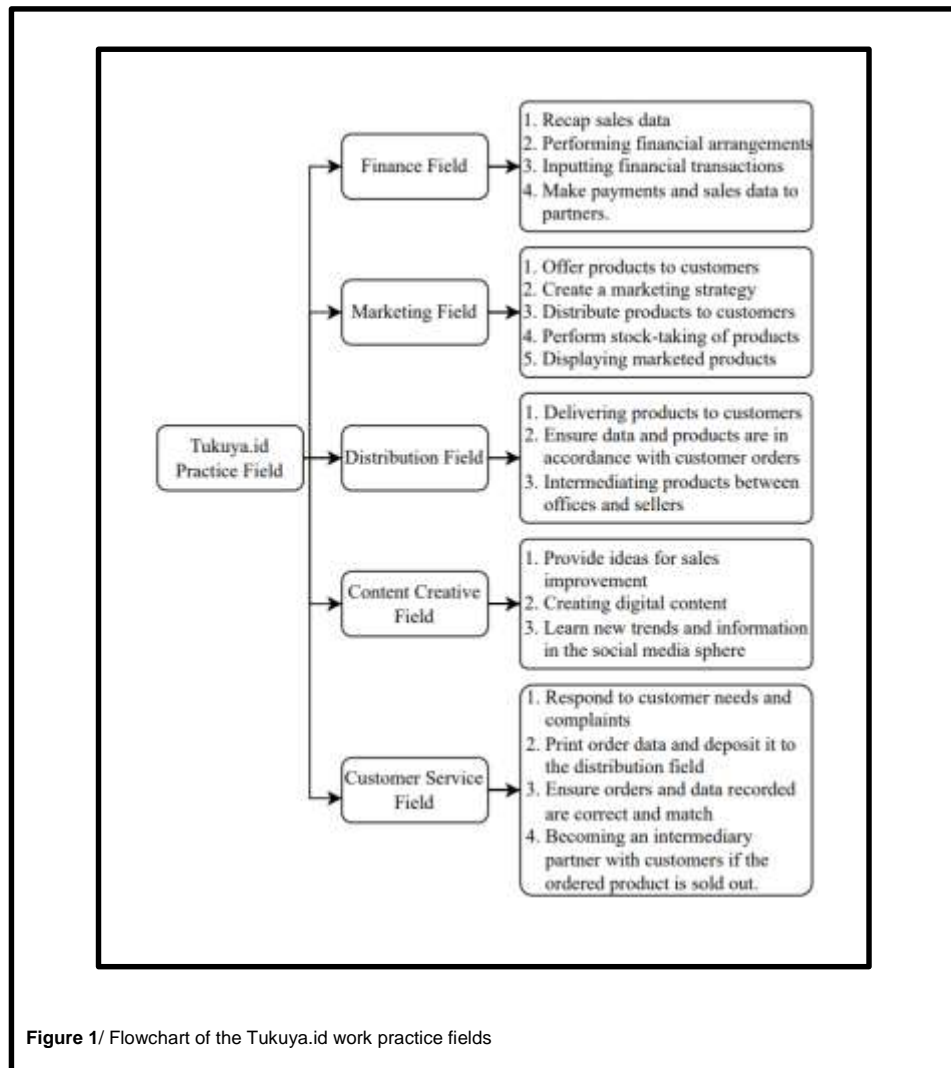 Finance Field
1. Recap sales data
2. Performing financial arrangements
3. Inputting financial transactions
4. Make payments and sales data to
partners.
Marketing Field
1. Offer products to customers
2. Create a marketing strategy
3. Distribute products to customers
4. Perform stock-taking of products
5. Displaying marketed products
Tukuya.id
Practice Field
Distribution Field
1. Delivering products to customers
2. Ensure data and products are in
accordance with customer orders
3. Intermediating products between
offices and sellers
Content Creative
Field
1. Provide ideas for sales
improvement
2. Creating digital content
3. Learn new trends and information
in the social media sphere
Customer Service
Field
1. Respond to customer needs and
complaints
2. Print order data and deposit it to
the distribution field
3. Ensure orders and data recorded
are correct and match
4. Becoming an intermediary
partner with customers if the
ordered product is sold out.
Figure 1/ Flowchart of the Tukuya.id work practice fields